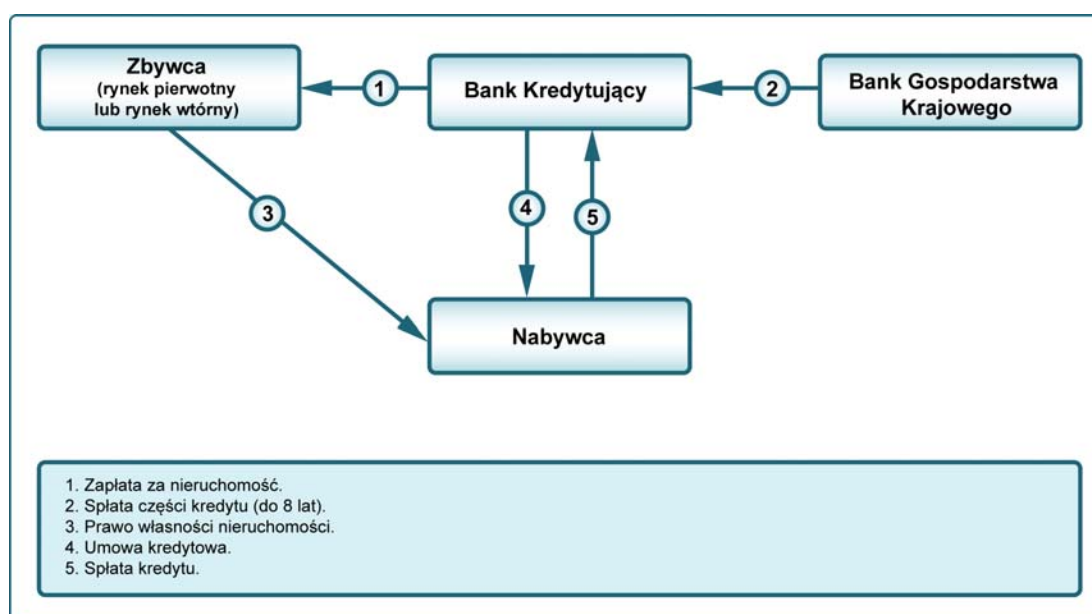 Zbywca
(rynek pierwotny
lub rynek wtórny)
1
Bank Kredytujący
2
Bank Gospodarstwa
Krajowego
3
4
5
Nabywca
1. Zapłata za nieruchomość.
2. Spłata części kredytu (do 8 lat).
3. Prawo własności nieruchomości.
4. Umowa kredytowa.
5. Spłata kredytu.